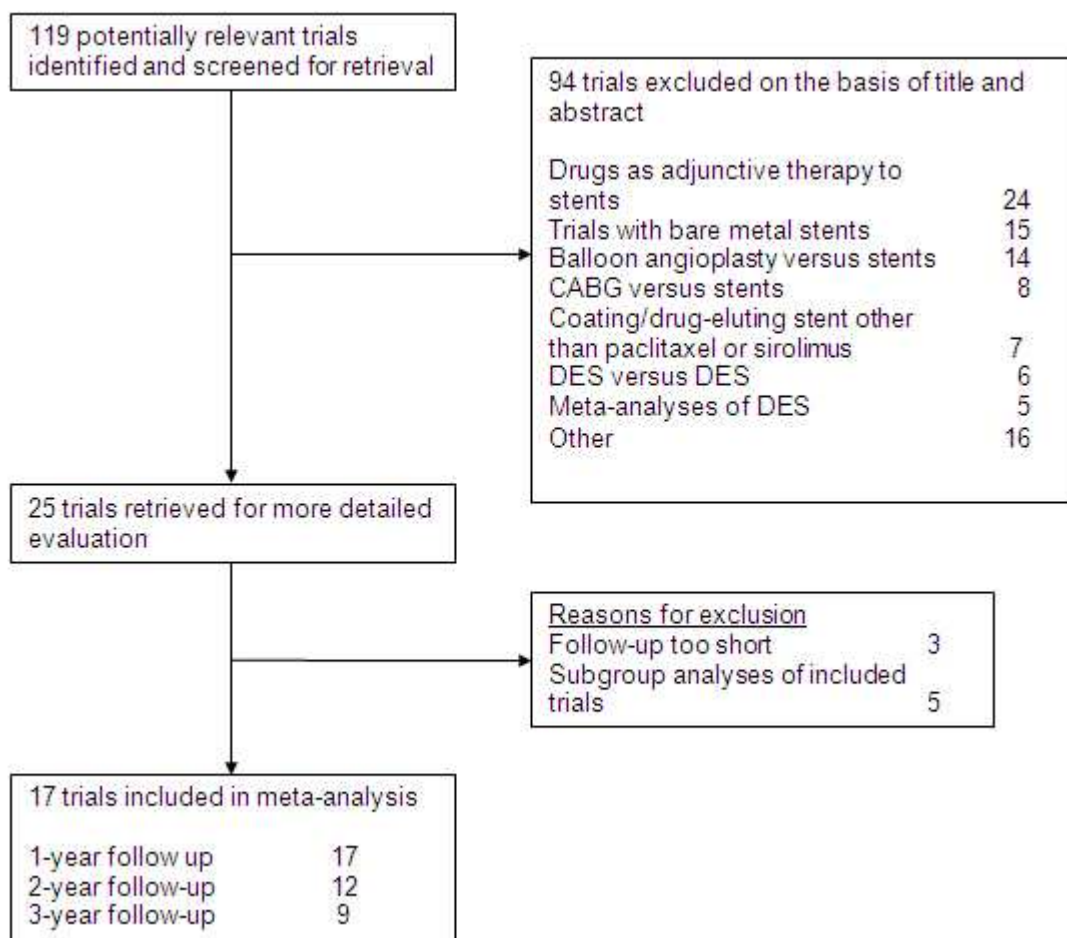 119 potentially relevant trials
identified and screened for retrieval
94 trials excluded on the basis of title and
abstract
Drugs as adjunctive therapy to
stents 24
Trials with bare metal stents 15
Balloon angioplasty versus stents 14
CABG versus stents 8
Coating/drug-eluting stent other
than paclitaxel or sirolimus 7
DES versus DES 6
Meta-analyses of DES 5
Other 16
25 trials retrieved for more detailed
evaluation
Reasons for exclusion
Follow-up too short 3
Subgroup analyses of included
trials 5
17 trials included in meta-analysis
1-year follow up 17
2-year follow-up 12
3-year follow-up 9